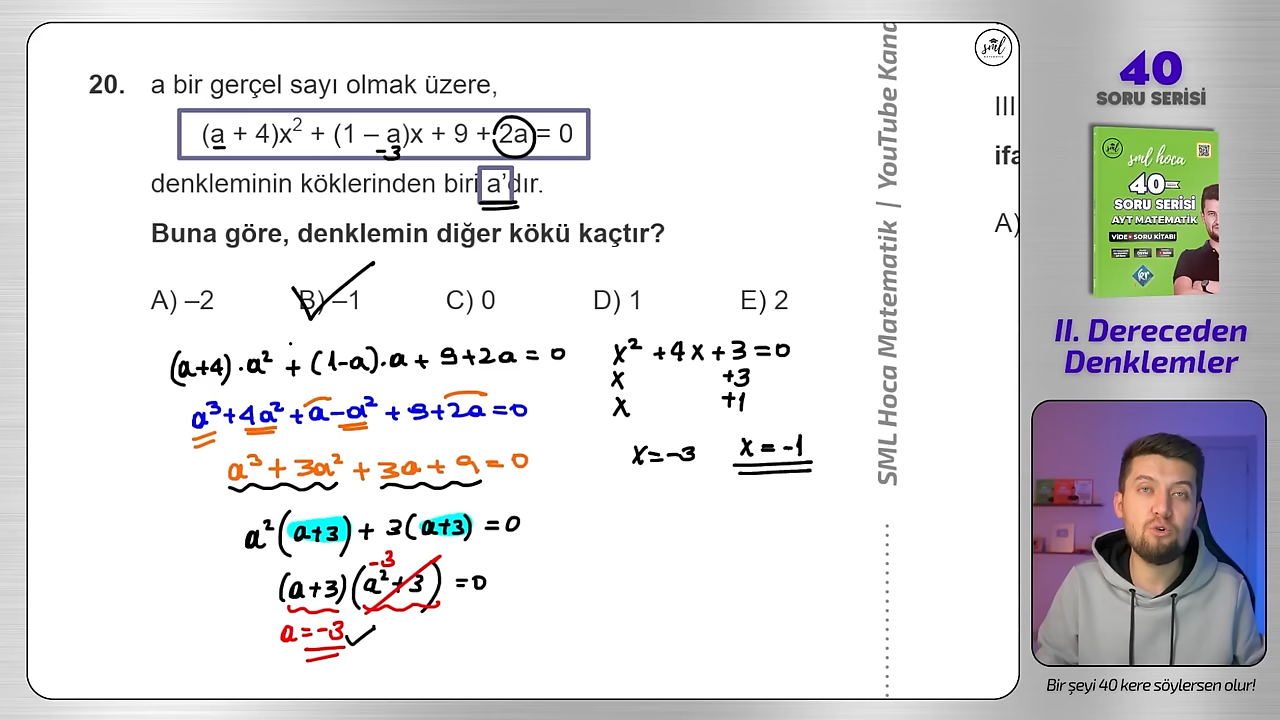 20. a bir gerçel sayı olmak üzere,
(a + 4)x² + (1 – a)x + 9 + 2a = 0
-3
denkleminin köklerinden biri a'dır.
Buna göre, denklemin diğer kökü kaçtır?
A) –2 B) –1 C) 0 D) 1 E) 2
(a+4).a² + (1-a).a + 9+2a = 0
a³+4a²+a-a²+9+2a=0
a³+3a²+3a+9=0
a²(a+3)+3(a+3)=0
-3
(a+3)(a²+3)=0
a=-3
x²+4x+3=0
x +3
x +1
x=-3 x=-1
SML Hoca Matematik | YouTube Kana
sml
III
ifa
A)
40
SORU SERİSİ
sml hoca
40
SORU SERİSİ
AYT MATEMATİK
VİDEO SORU KİTABI
II. Dereceden
Denklemler
Bir şeyi 40 kere söylersen olur!